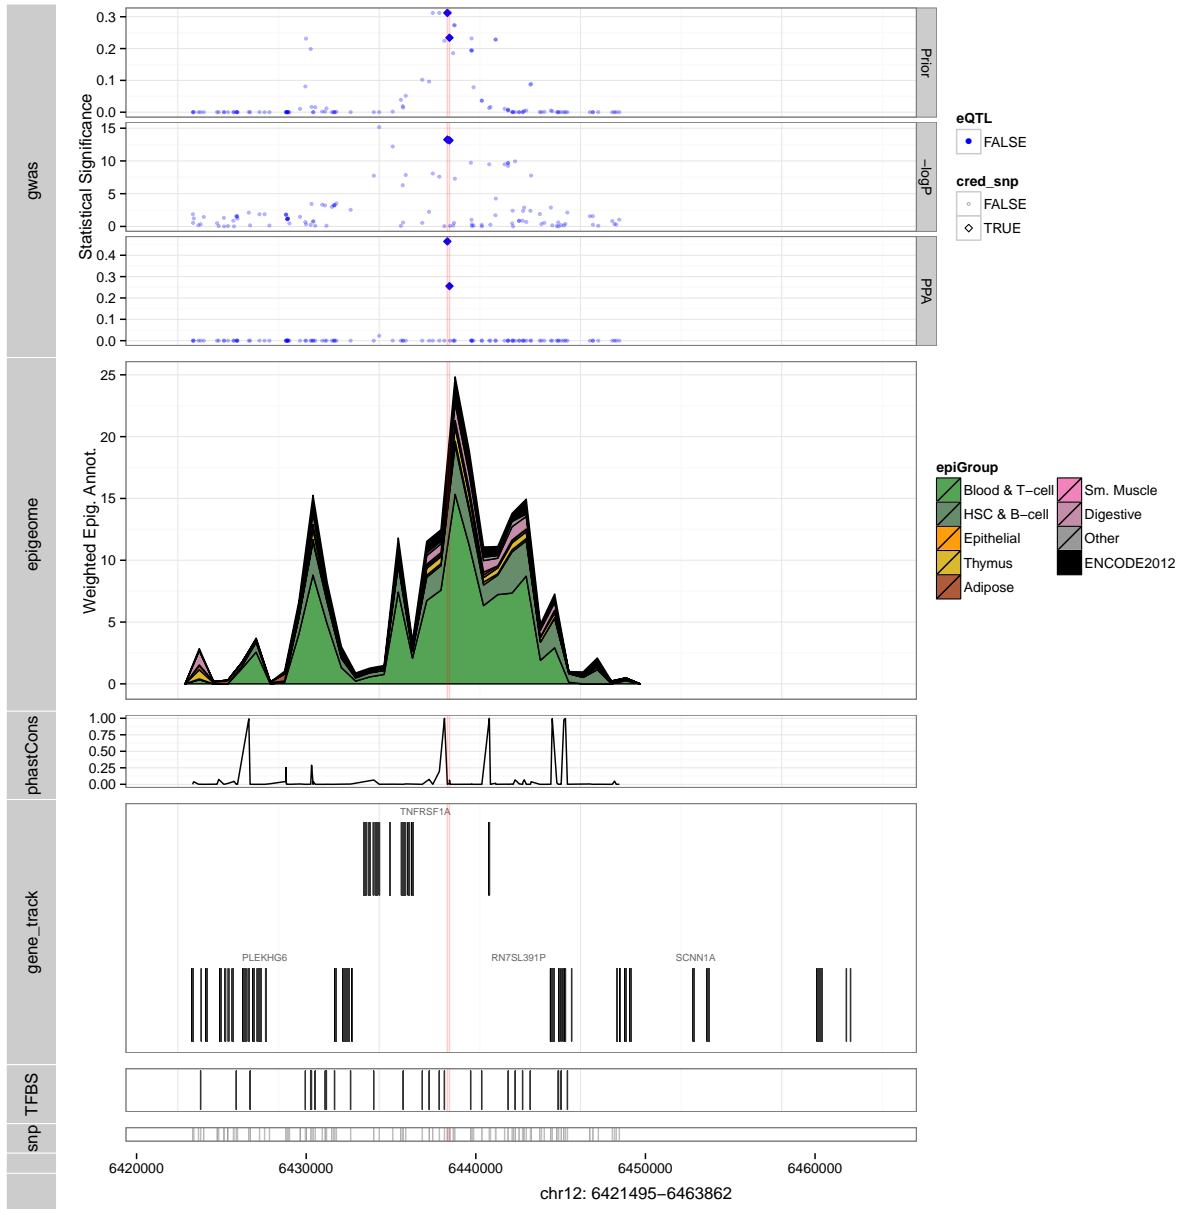 gwas
Statistical Significance
0.3
0.2
0.1
0.0
Prior
15
10
5
0
−logP
0.4
0.3
0.2
0.1
0.0
PPA
eQTL
FALSE
cred_snp
FALSE
TRUE
epigeome
Weighted Epig. Annot.
25
20
15
10
5
0
epiGroup
Blood & T−cell
HSC & B−cell
Epithelial
Thymus
Adipose
Sm. Muscle
Digestive
Other
ENCODE2012
phastCons
1.00
0.75
0.50
0.25
0.00
gene_track
TNFRSF1A
PLEKHG6
RN7SL391P
SCNN1A
TFBS
snp
6420000
6430000
6440000
6450000
6460000
chr12: 6421495−6463862